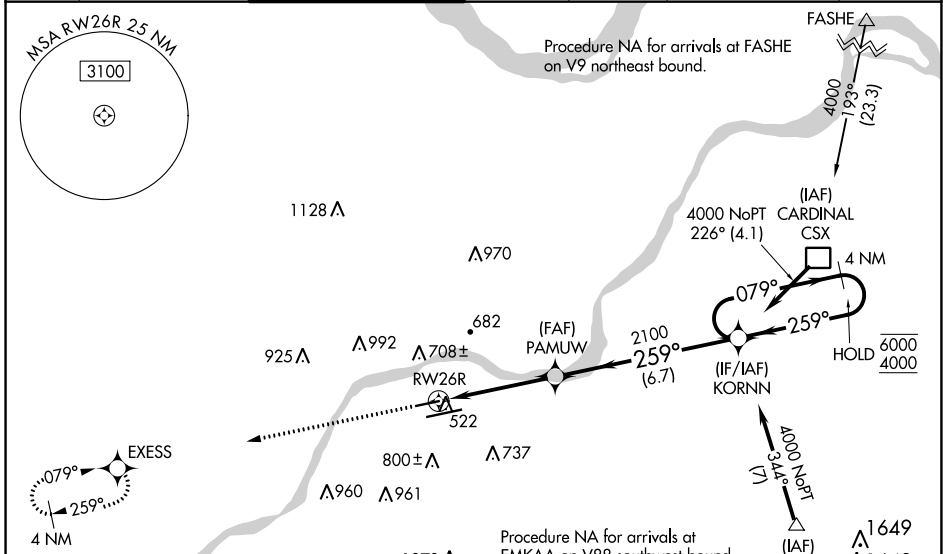 MSA RW26R 25 NM
3100
Procedure NA for arrivals at FASHE
on V9 northeast bound.
FASHE
4000
193°
(23.3)
1128
970
4000 NoPT
226° (4.1)
(IAF)
CARDINAL
CSX
4 NM
079°
259°
HOLD
6000
4000
682
992
925
708±
(FAF)
PAMUW
2100
259°
(6.7)
(IF/IAF)
KORNN
RW26R
522
EXESS
079°
259°
4 NM
800±
737
960
961
4000 NoPT
344°
(7)
(IAF)
1649
Procedure NA for arrivals at